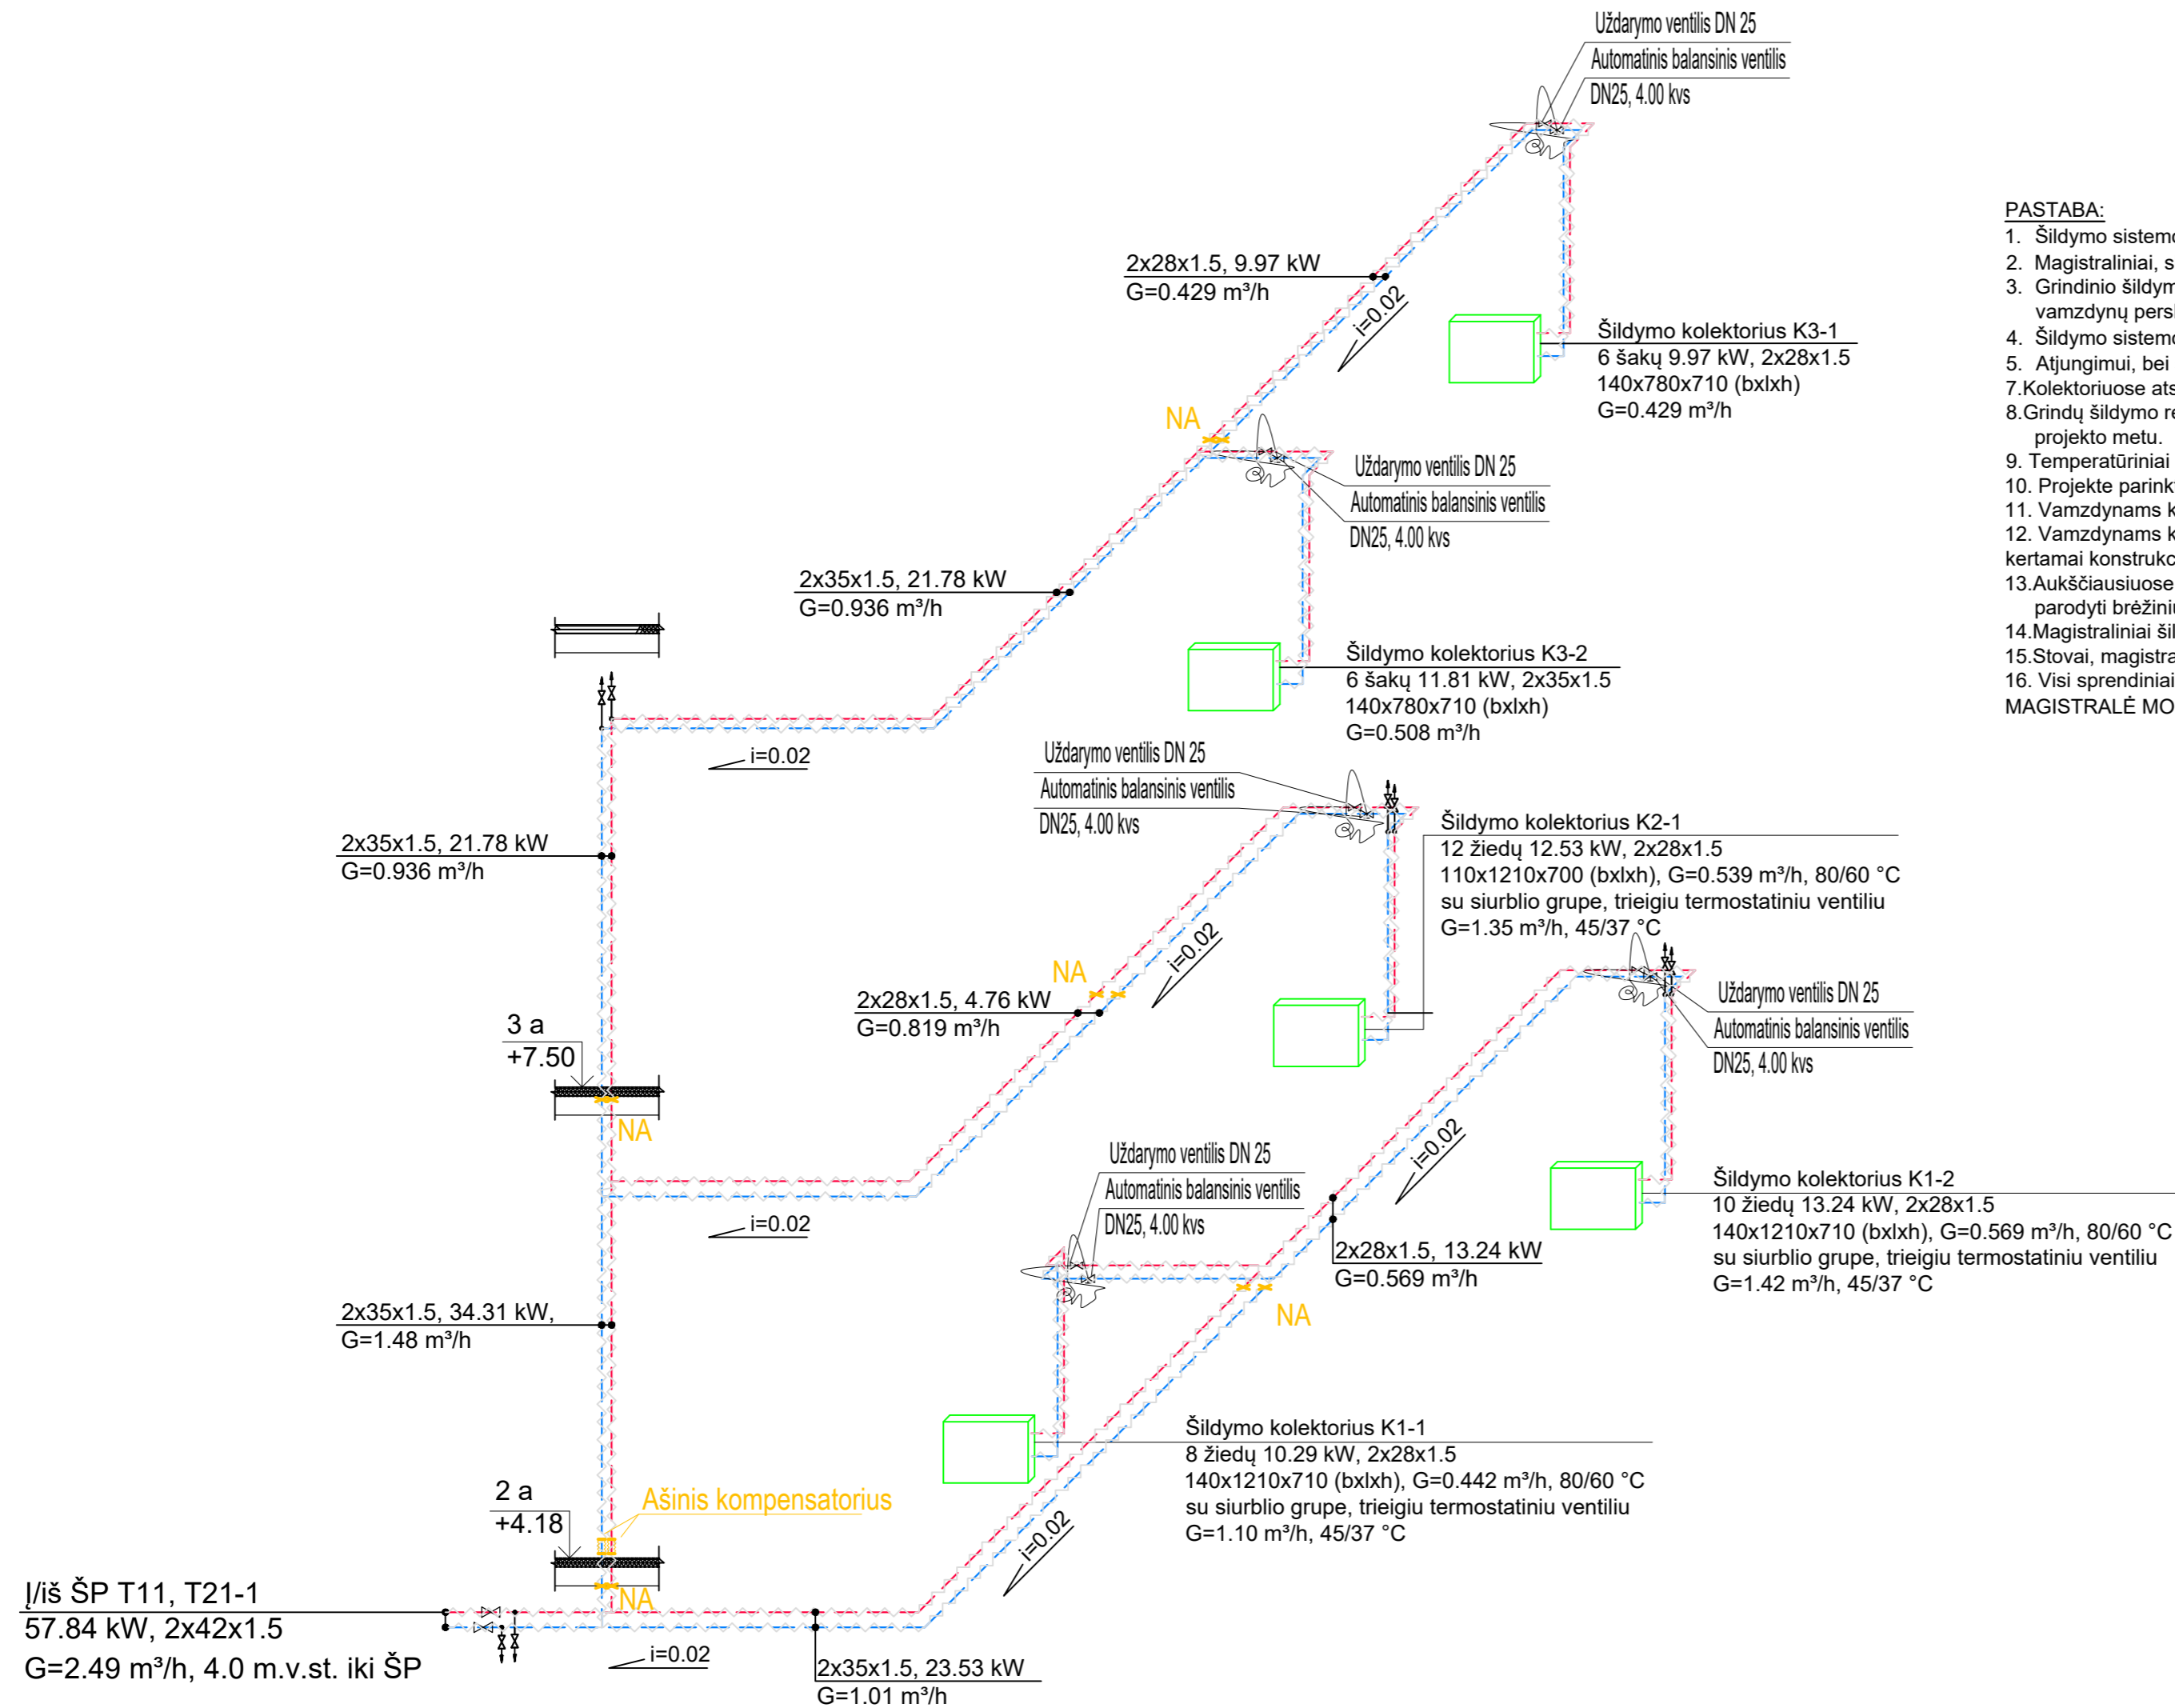 Uždarymo ventilis DN 25
Automatinis balansinis ventilis
DN25, 4.00 kvs
2x28x1.5, 9.97 kW
G=0.429 m³/h
i=0.02
Šildymo kolektorius K3-1
6 šakų 9.97 kW, 2x28x1.5
140x780x710 (bxlxh)
G=0.429 m³/h
NA
Uždarymo ventilis DN 25
Automatinis balansinis ventilis
DN25, 4.00 kvs
2x35x1.5, 21.78 kW
G=0.936 m³/h
Šildymo kolektorius K3-2
6 šakų 11.81 kW, 2x35x1.5
140x780x710 (bxlxh)
G=0.508 m³/h
i=0.02
Uždarymo ventilis DN 25
Automatinis balansinis ventilis
DN25, 4.00 kvs
2x35x1.5, 21.78 kW
G=0.936 m³/h
Šildymo kolektorius K2-1
12 žiedų 12.53 kW, 2x28x1.5
110x1210x700 (bxlxh), G=0.539 m³/h, 80/60 °C
su siurblio grupe, trieigiu termostatiniu ventiliu
G=1.35 m³/h, 45/37 °C
i=0.02
NA
2x28x1.5, 4.76 kW
G=0.819 m³/h
3 a
+7.50
NA
i=0.02
Uždarymo ventilis DN 25
Automatinis balansinis ventilis
DN25, 4.00 kvs
i=0.02
Šildymo kolektorius K1-2
10 žiedų 13.24 kW, 2x28x1.5
140x1210x710 (bxlxh), G=0.569 m³/h, 80/60 °C
su siurblio grupe, trieigiu termostatiniu ventiliu
G=1.42 m³/h, 45/37 °C
Uždarymo ventilis DN 25
Automatinis balansinis ventilis
DN25, 4.00 kvs
2x28x1.5, 13.24 kW
G=0.569 m³/h
NA
2x35x1.5, 34.31 kW,
G=1.48 m³/h
Šildymo kolektorius K1-1
8 žiedų 10.29 kW, 2x28x1.5
140x1210x710 (bxlxh), G=0.442 m³/h, 80/60 °C
su siurblio grupe, trieigiu termostatiniu ventiliu
G=1.10 m³/h, 45/37 °C
2 a
+4.18
Ašinis kompensatorius
i=0.02
NA
Į/iš ŠP T11, T21-1
57.84 kW, 2x42x1.5
G=2.49 m³/h, 4.0 m.v.st. iki ŠP
i=0.02
2x35x1.5, 23.53 kW
G=1.01 m³/h
PASTABA:
1. Šildymo sistemo
2. Magistraliniai, s
3. Grindinio šildym
vamzdynų pers
4. Šildymo sistemo
5. Atjungimui, bei
7.Kolektoriuose ats
8.Grindų šildymo re
projekto metu.
9. Temperatūriniai
10. Projekte parink
11. Vamzdynams k
12. Vamzdynams k
kertamai konstrukc
13.Aukščiausiuose
parodyti brėžini
14.Magistraliniai šil
15.Stovai, magistra
16. Visi sprendiniai
MAGISTRALĖ MO